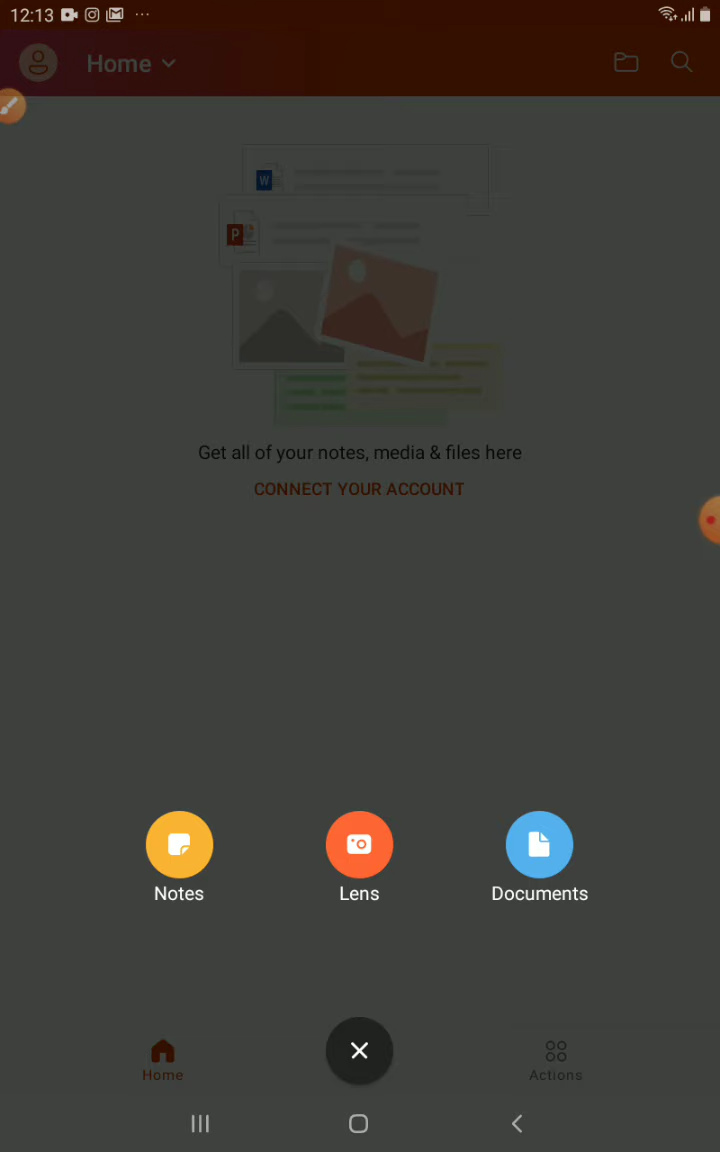 12:13
Home
W
P
Get all of your notes, media & files here
CONNECT YOUR ACCOUNT
Notes Lens Documents
Home Actions